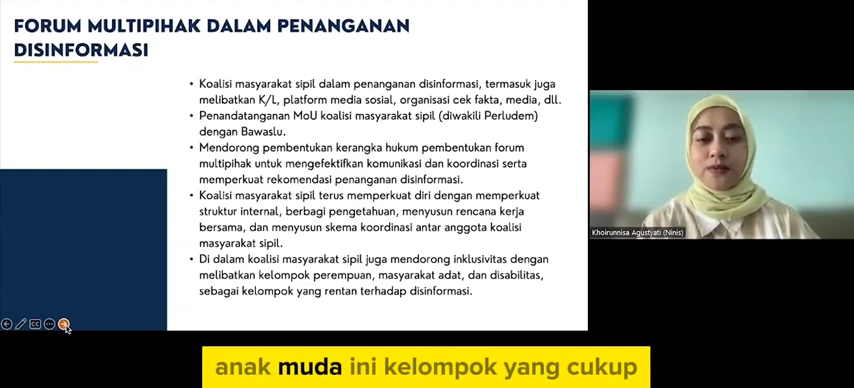 FORUM MULTIPIHAK DALAM PENANGANAN
DISINFORMASI
• Koalisi masyarakat sipil dalam penanganan disinformasi, termasuk juga
melibatkan K/L, platform media sosial, organisasi cek fakta, media, dll.
• Penandatanganan MoU koalisi masyarakat sipil (diwakili Perludem)
dengan Bawaslu.
• Mendorong pembentukan kerangka hukum pembentukan forum
multipihak untuk mengefektifkan komunikasi dan koordinasi serta
memperkuat rekomendasi penanganan disinformasi.
• Koalisi masyarakat sipil terus memperkuat diri dengan memperkuat
struktur internal, berbagi pengetahuan, menyusun rencana kerja
bersama, dan menyusun skema koordinasi antar anggota koalisi
masyarakat sipil.
• Di dalam koalisi masyarakat sipil juga mendorong inklusivitas dengan
melibatkan kelompok perempuan, masyarakat adat, dan disabilitas,
sebagai kelompok yang rentan terhadap disinformasi.
Khoirunnisa Agustyati (Ninis)
CC
anak muda ini kelompok yang cukup